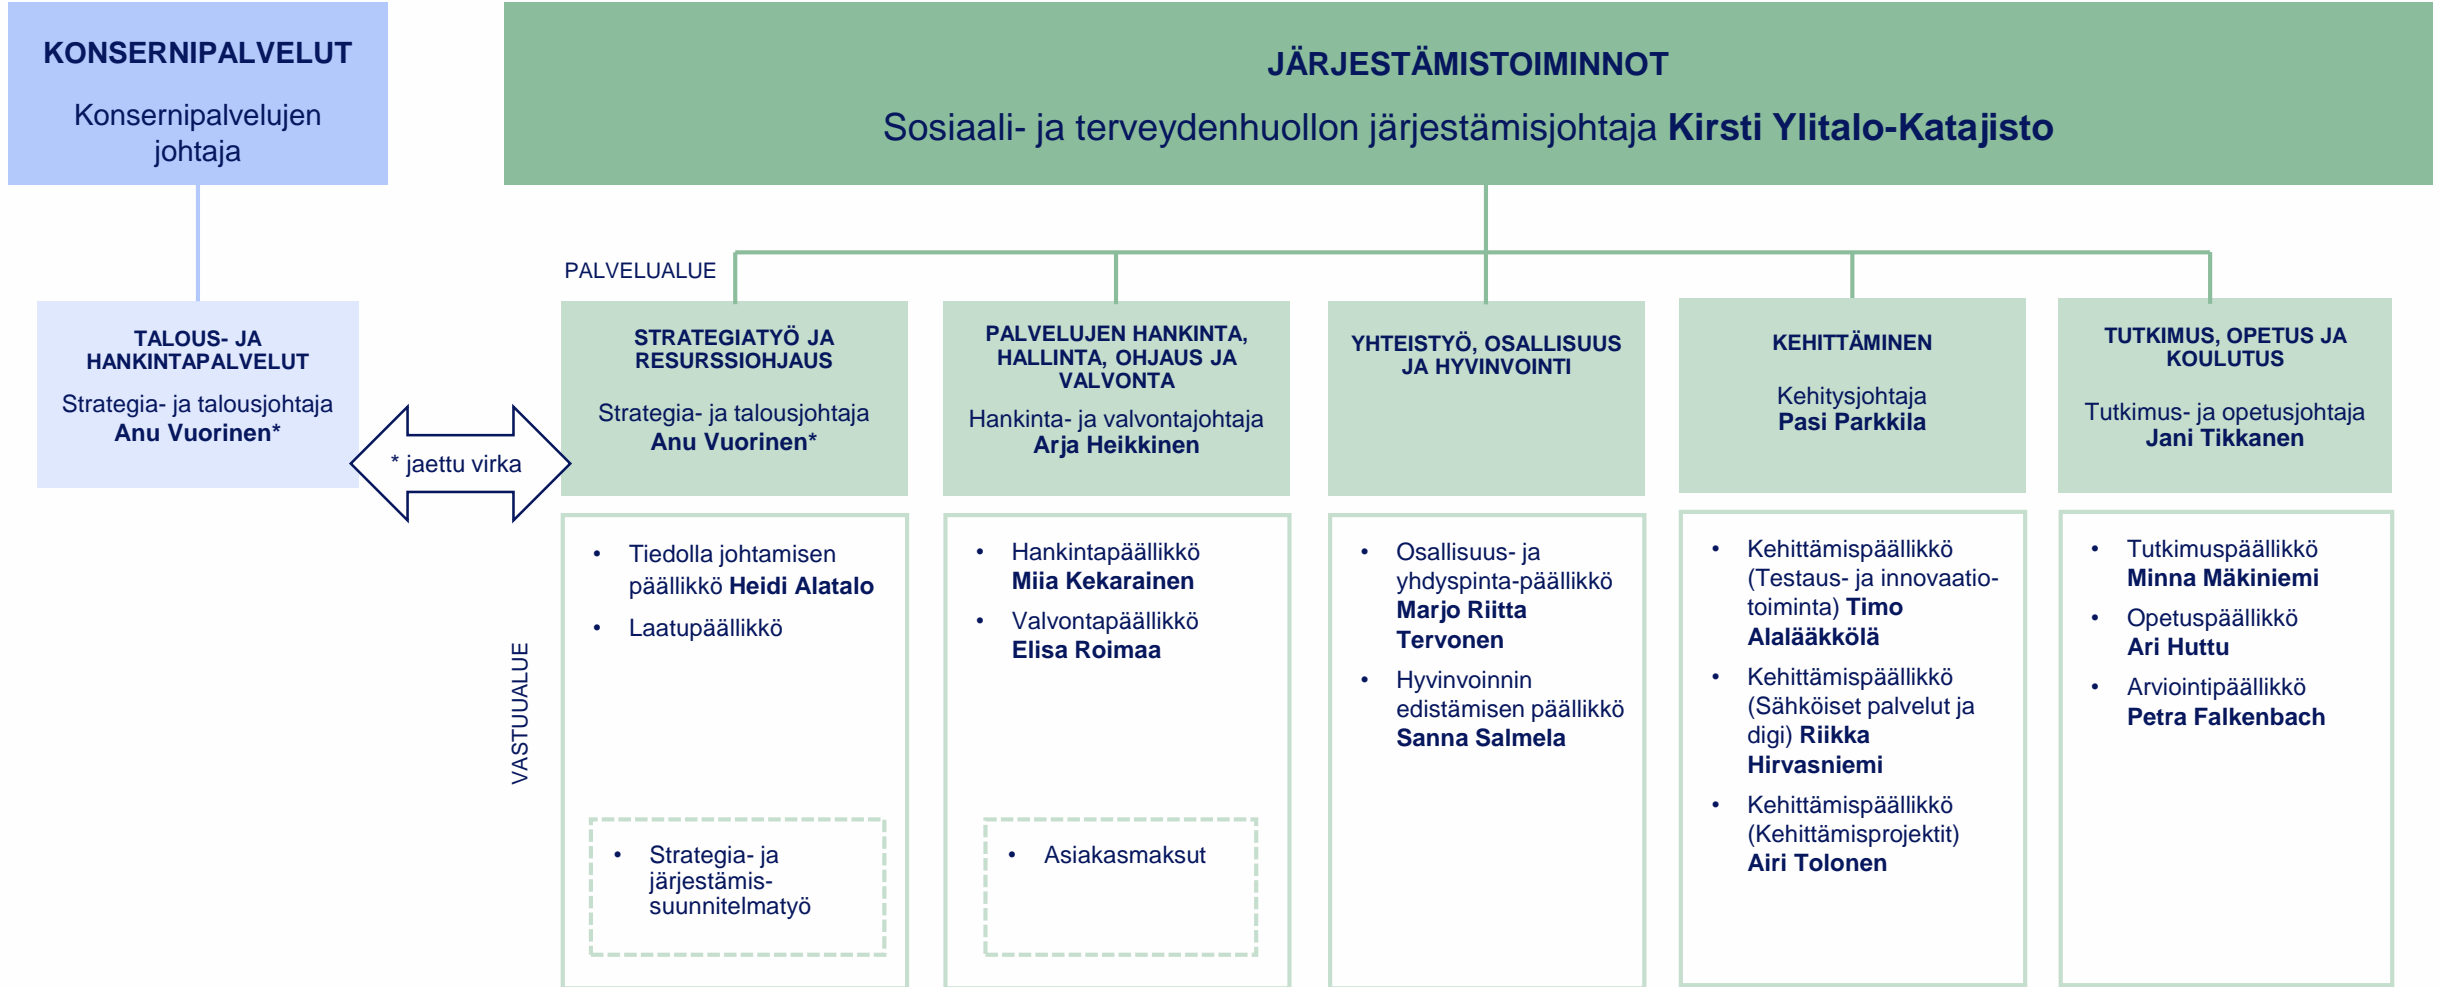 KONSERNIPALVELUT
Konsernipalvelujen
johtaja
JÄRJESTÄMISTOIMINNOT
Sosiaali- ja terveydenhuollon järjestämisjohtaja Kirsti Ylitalo-Katajisto
PALVELUALUE
TALOUS- JA
HANKINTAPALVELUT
Strategia- ja talousjohtaja
Anu Vuorinen*
* jaettu virka
STRATEGIATYÖ JA
RESURSSIOHJAUS
Strategia- ja talousjohtaja
Anu Vuorinen*
PALVELUJEN HANKINTA,
HALLINTA, OHJAUS JA
VALVONTA
Hankinta- ja valvontajohtaja
Arja Heikkinen
YHTEISTYÖ, OSALLISUUS
JA HYVINVOINTI
KEHITTÄMINEN
Kehitysjohtaja
Pasi Parkkila
TUTKIMUS, OPETUS JA
KOULUTUS
Tutkimus- ja opetusjohtaja
Jani Tikkanen
VASTUUALUE
• Tiedolla johtamisen
päällikkö Heidi Alatalo
• Laatupäällikkö
• Strategia- ja
järjestämis-
suunnitelmatyö
• Hankintapäällikkö
Miia Kekarainen
• Valvontapäällikkö
Elisa Roimaa
• Asiakasmaksut
• Osallisuus- ja
yhdyspinta-päällikkö
Marjo Riitta
Tervonen
• Hyvinvoinnin
edistämisen päällikkö
Sanna Salmela
• Kehittämispäällikkö
(Testaus- ja innovaatio-
toiminta) Timo
Alalääkkölä
• Kehittämispäällikkö
(Sähköiset palvelut ja
digi) Riikka
Hirvasniemi
• Kehittämispäällikkö
(Kehittämisprojektit)
Airi Tolonen
• Tutkimuspäällikkö
Minna Mäkiniemi
• Opetuspäällikkö
Ari Huttu
• Arviointipäällikkö
Petra Falkenbach